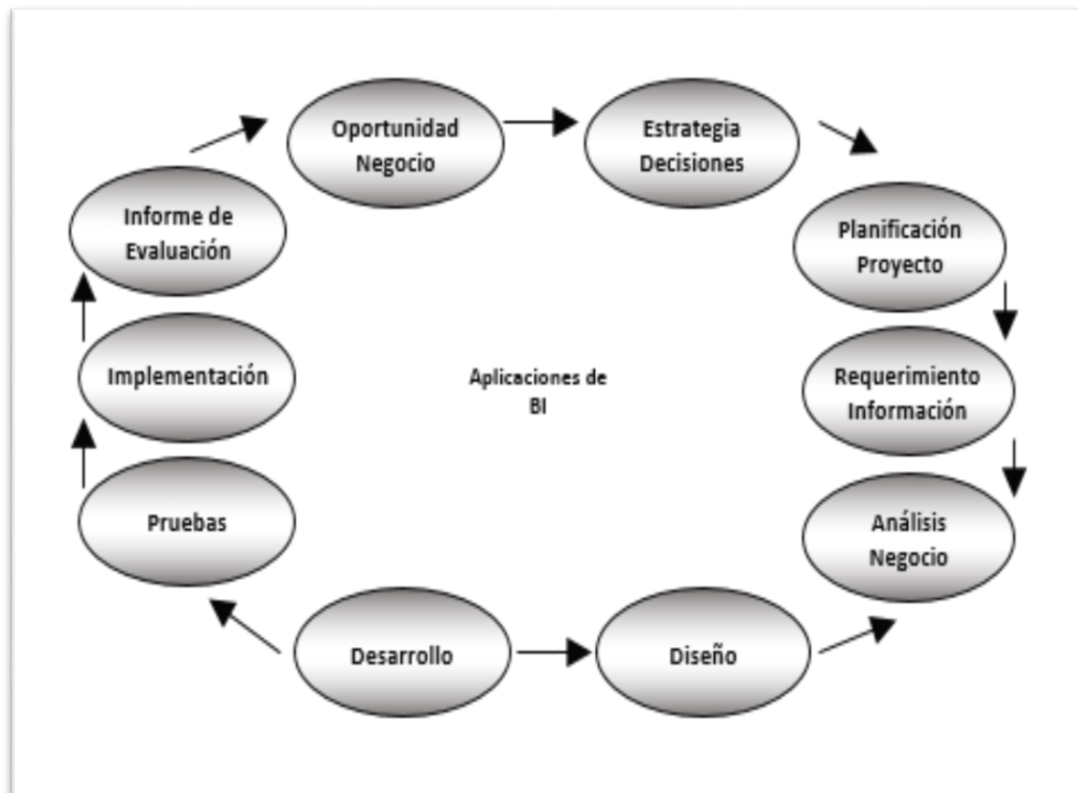 Oportunidad
Negocio
Estrategia
Decisiones
Planificación
Proyecto
Requerimiento
Información
Análisis
Negocio
Diseño
Desarrollo
Pruebas
Implementación
Informe de
Evaluación
Aplicaciones de
BI